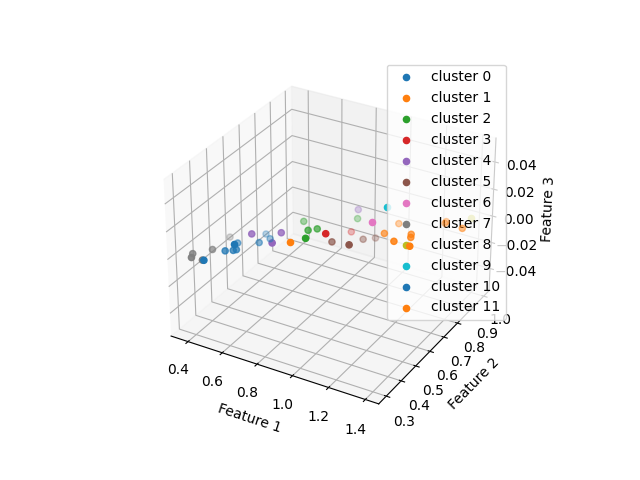 cluster 0
cluster 1
cluster 2
cluster 3
cluster 4
cluster 5
cluster 6
cluster 7
cluster 8
cluster 9
cluster 10
cluster 11
0.04
0.02
0.00
−0.02
−0.04
Feature 3
0.4
0.6
0.8
1.0
1.2
1.4
Feature 1
0.3
0.4
0.5
0.6
0.7
0.8
0.9
1.0
Feature 2